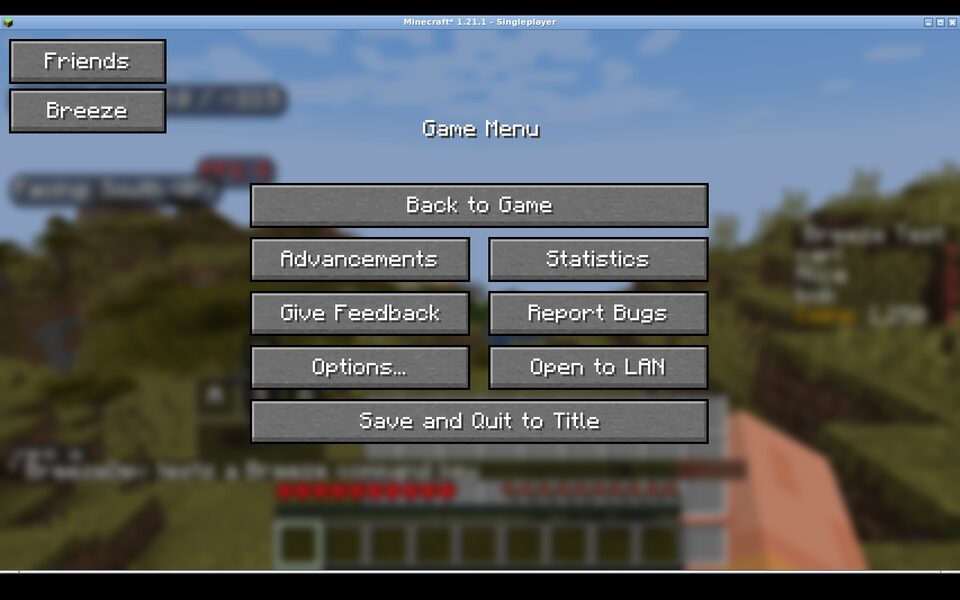 Minecraft* 1.21.1 - Singleplayer
Friends
Breeze
Game Menu
Back to Game
Advancements
Statistics
Give Feedback
Report Bugs
Options...
Open to LAN
Save and Quit to Title